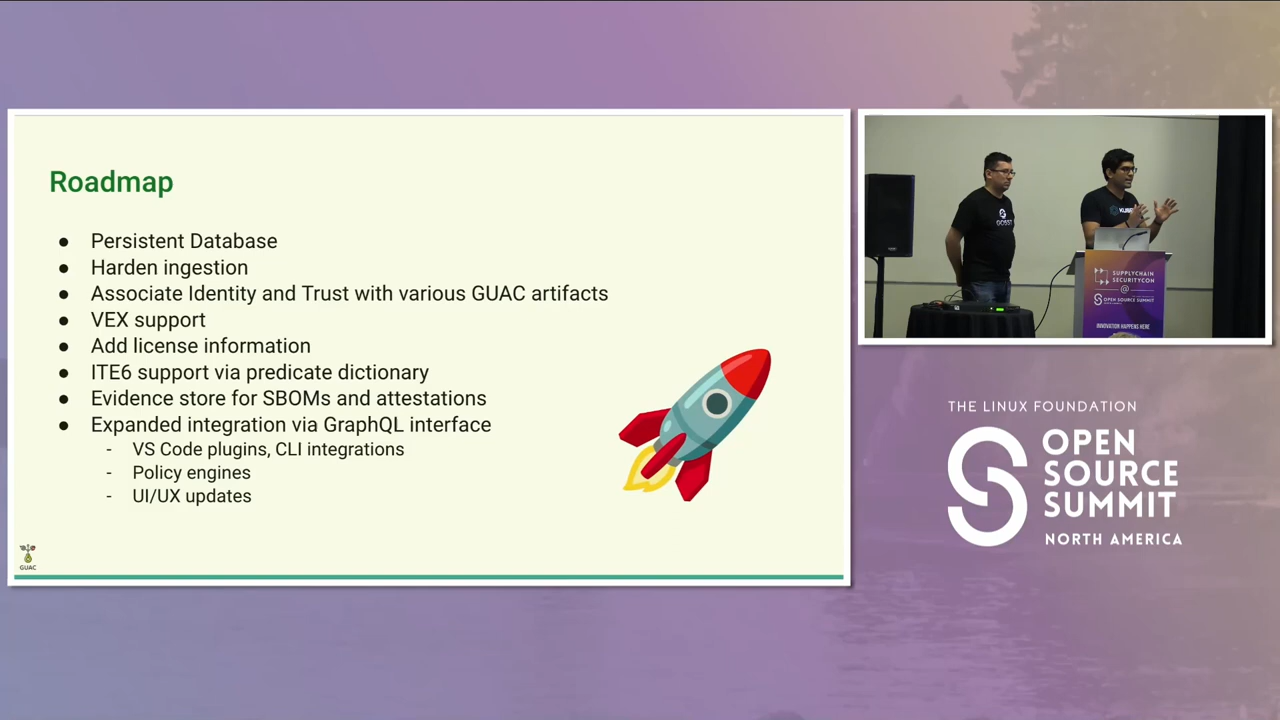 Roadmap
● Persistent Database
● Harden ingestion
● Associate Identity and Trust with various GUAC artifacts
● VEX support
● Add license information
● ITE6 support via predicate dictionary
● Evidence store for SBOMs and attestations
● Expanded integration via GraphQL interface
- VS Code plugins, CLI integrations
- Policy engines
- UI/UX updates
GUAC
SUPPLYCHAIN
SECURITYCON
@
OPEN SOURCE SUMMIT
INNOVATION HAPPENS HERE
THE LINUX FOUNDATION
OPEN
SOURCE
SUMMIT
NORTH AMERICA